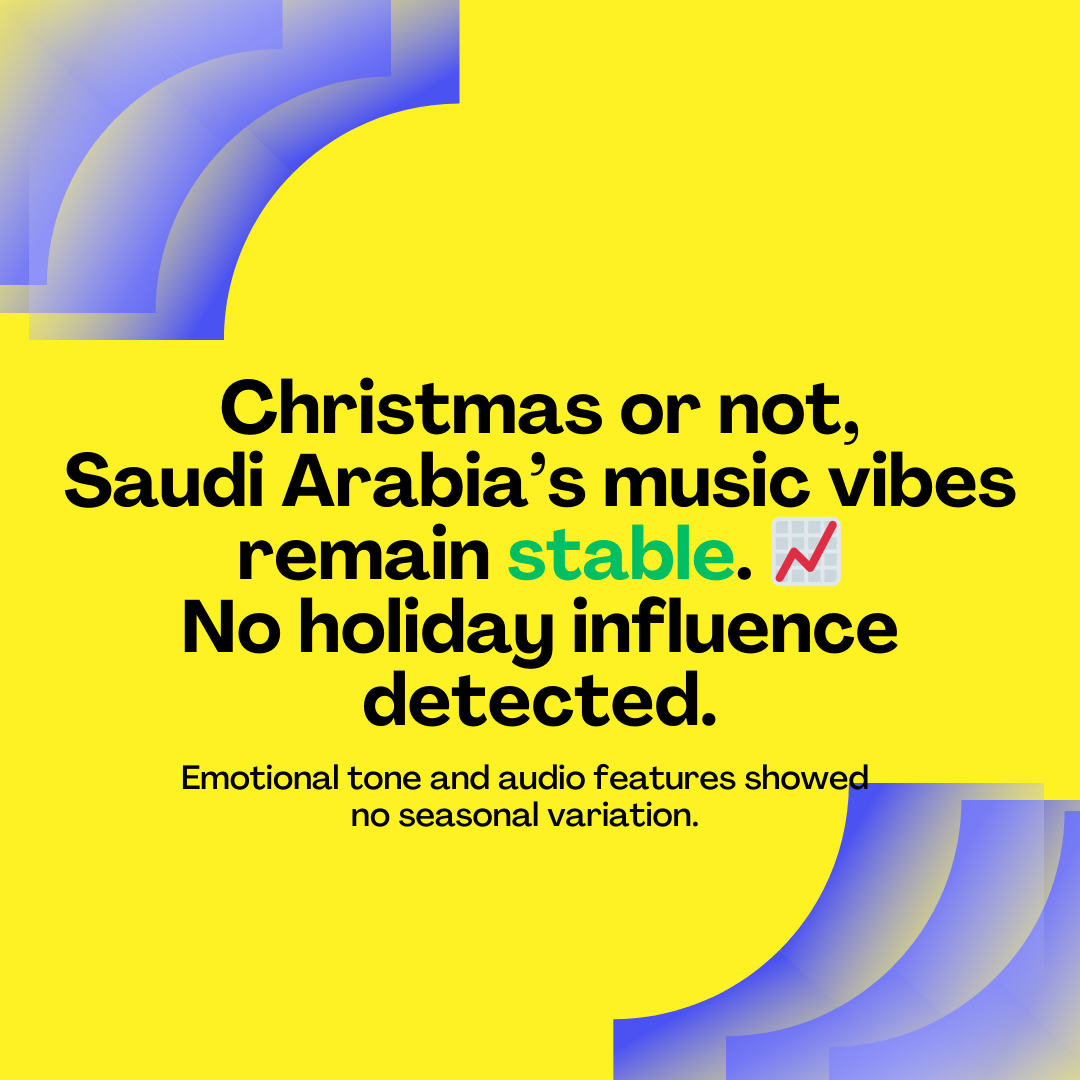 Christmas or not,
Saudi Arabia’s music vibes
remain stable. 📈
No holiday influence
detected.
Emotional tone and audio features showed
no seasonal variation.